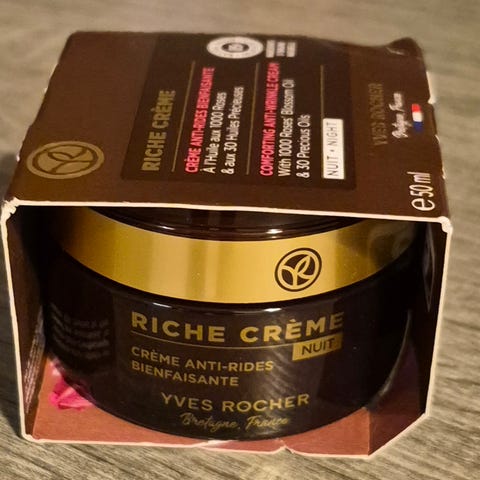 RICHE CRÈME
CRÈME ANTI-RIDES BIENFAISANTE
À l'Huile aux 1000 Roses
& aux 30 Huiles Précieuses
COMFORTING ANTI-WRINKLE CREAM
With 1000 Roses Blossom Oil
& 30 Precious Oils
NUIT • NIGHT
YVES ROCHER
Bretagne, France
e 50 ml
RICHE CRÈME
NUIT
CRÈME ANTI-RIDES
BIENFAISANTE
YVES ROCHER
Bretagne, France